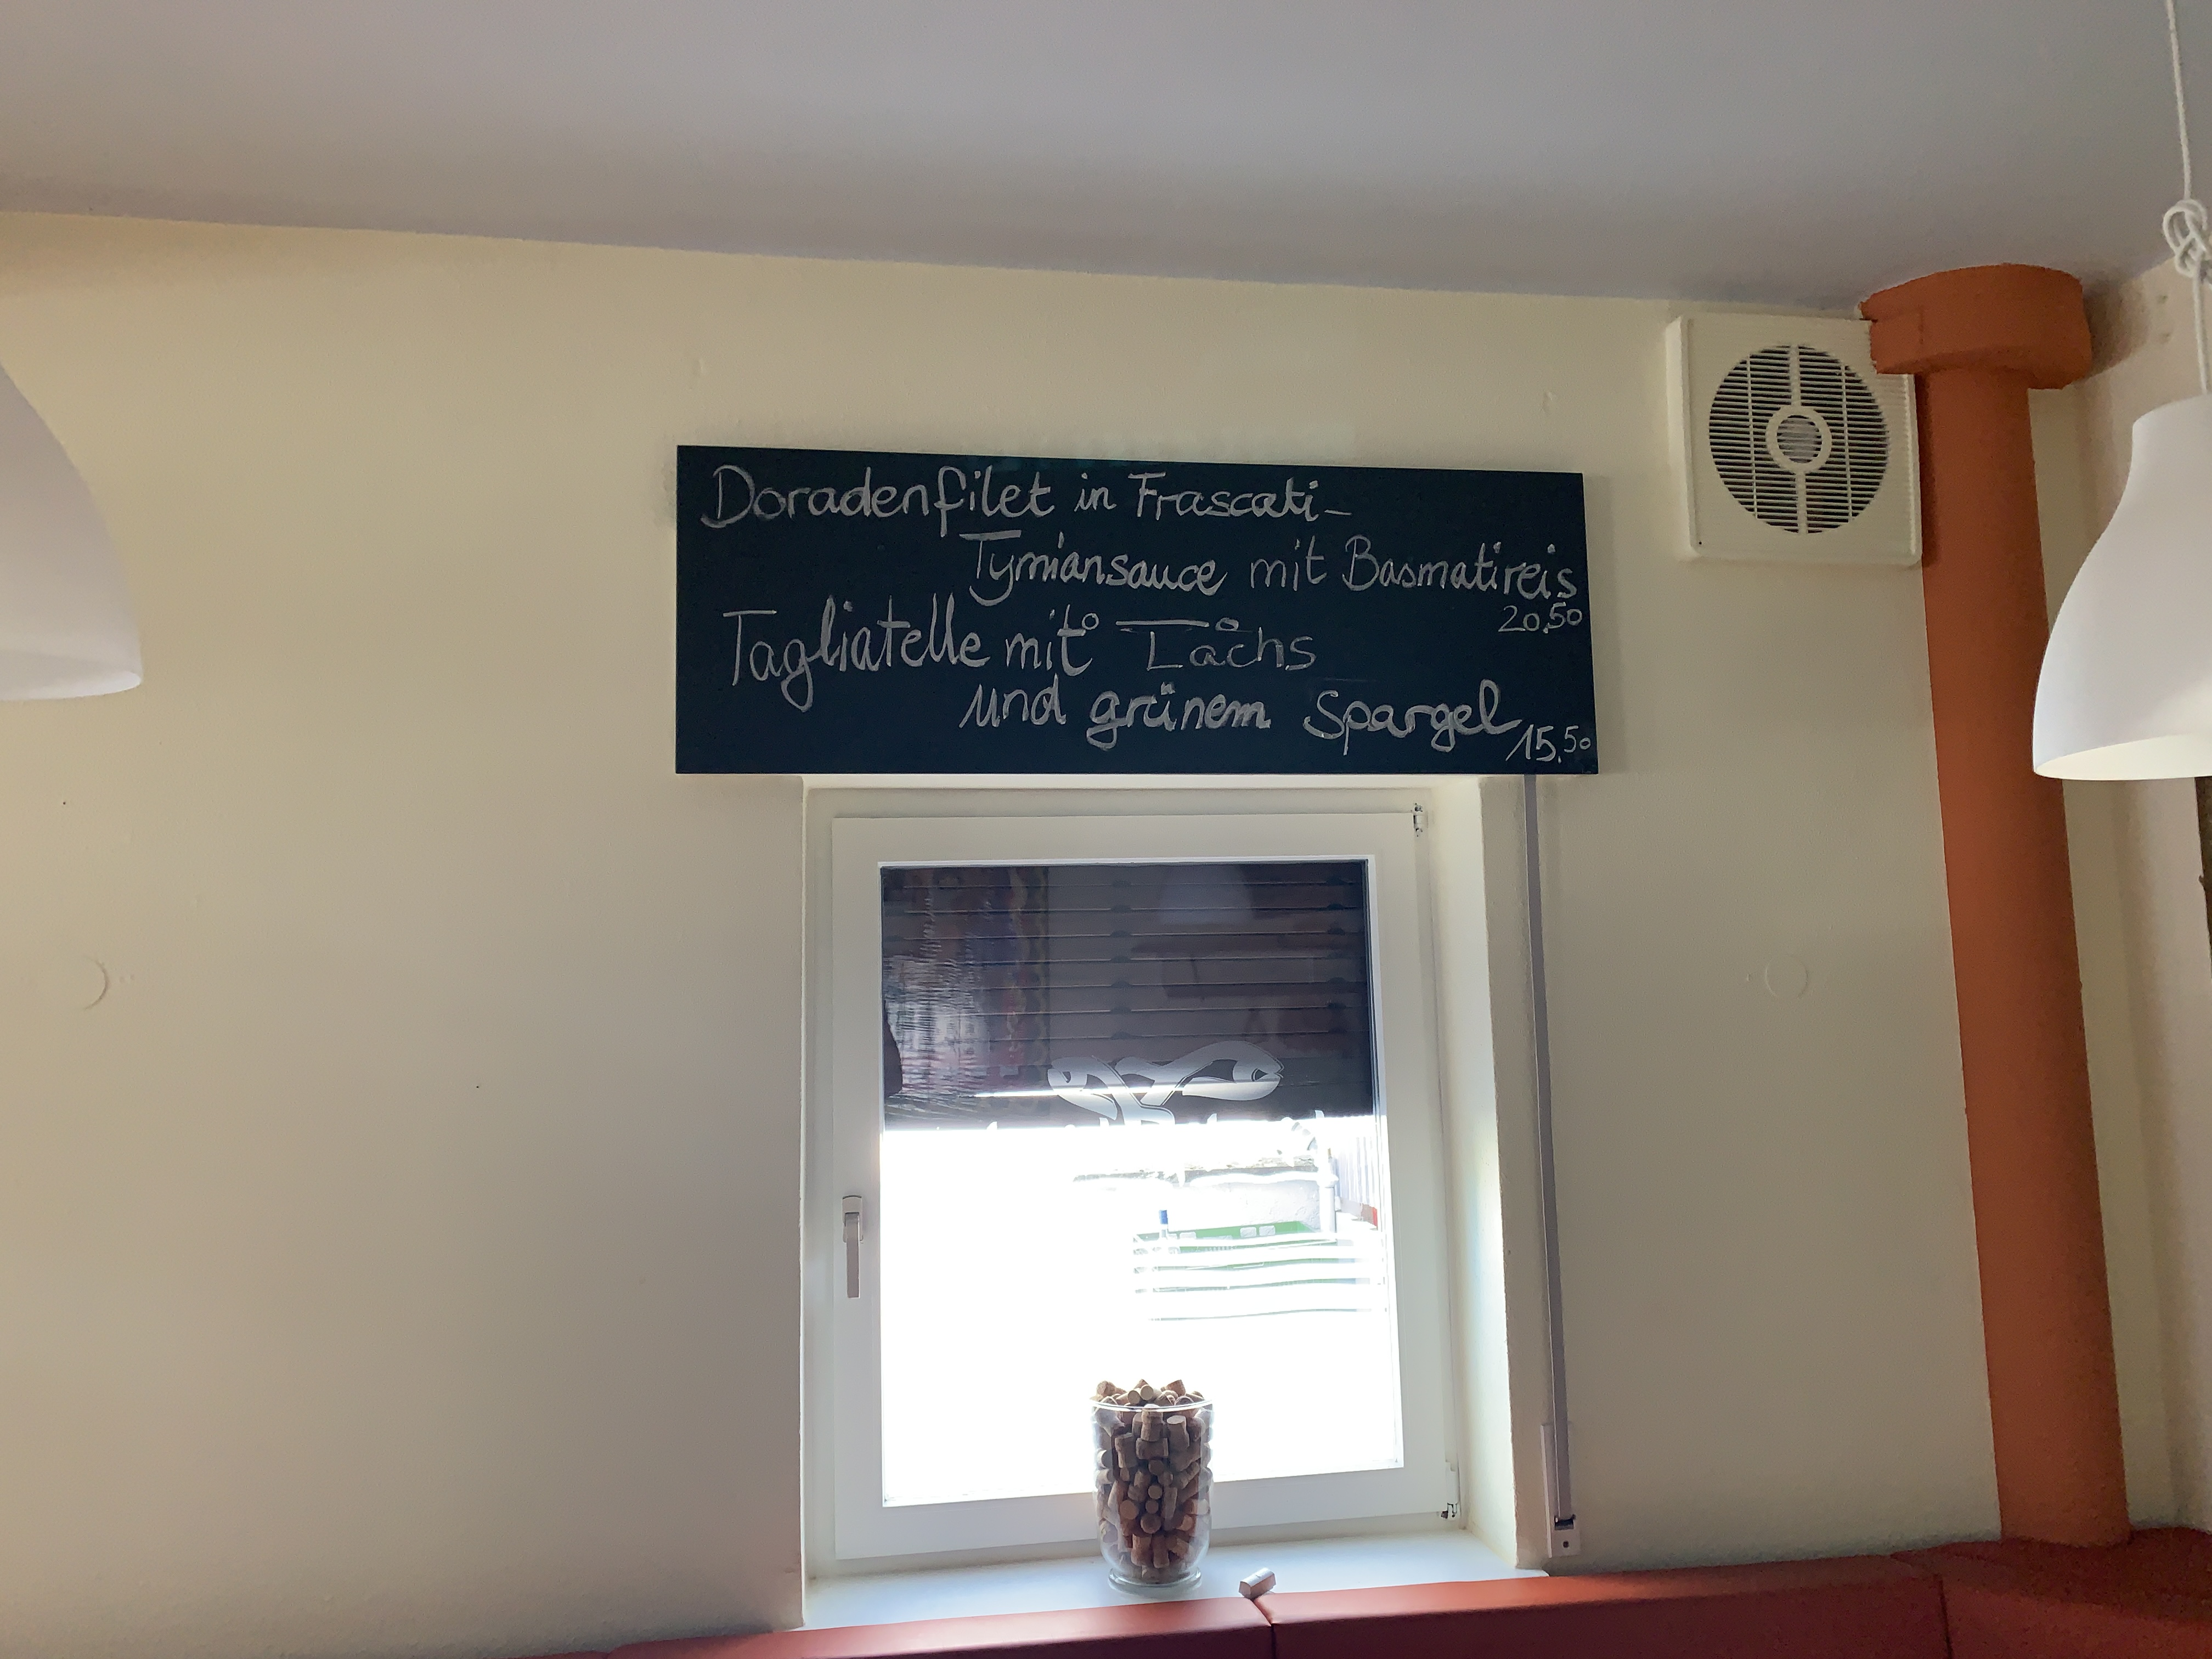 Doradenfilet in Frascati-
Tymiansauce mit Basmatireis
20,50
Tagliatelle mit Lachs
und grünem Spargel
15,50